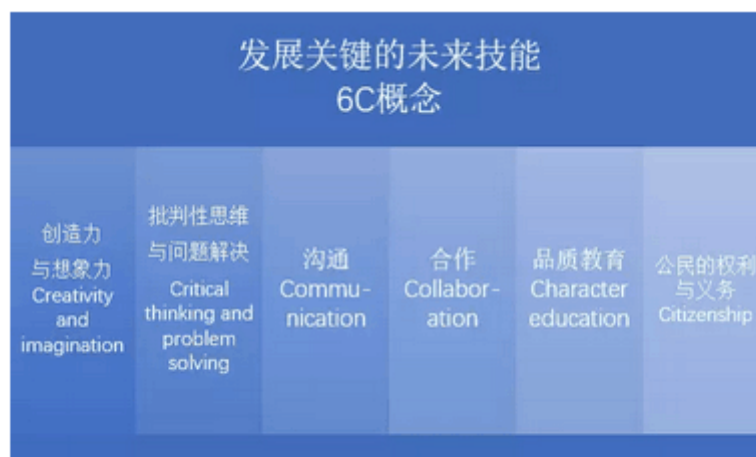 发展关键的未来技能
6C概念
创造力
与想象力
Creativity
and
imagination
批判性思维
与问题解决
Critical
thinking and
problem
solving
沟通
Commu-
nication
合作
Collabor-
ation
品质教育
Character
education
公民的权利
与义务
Citizenship